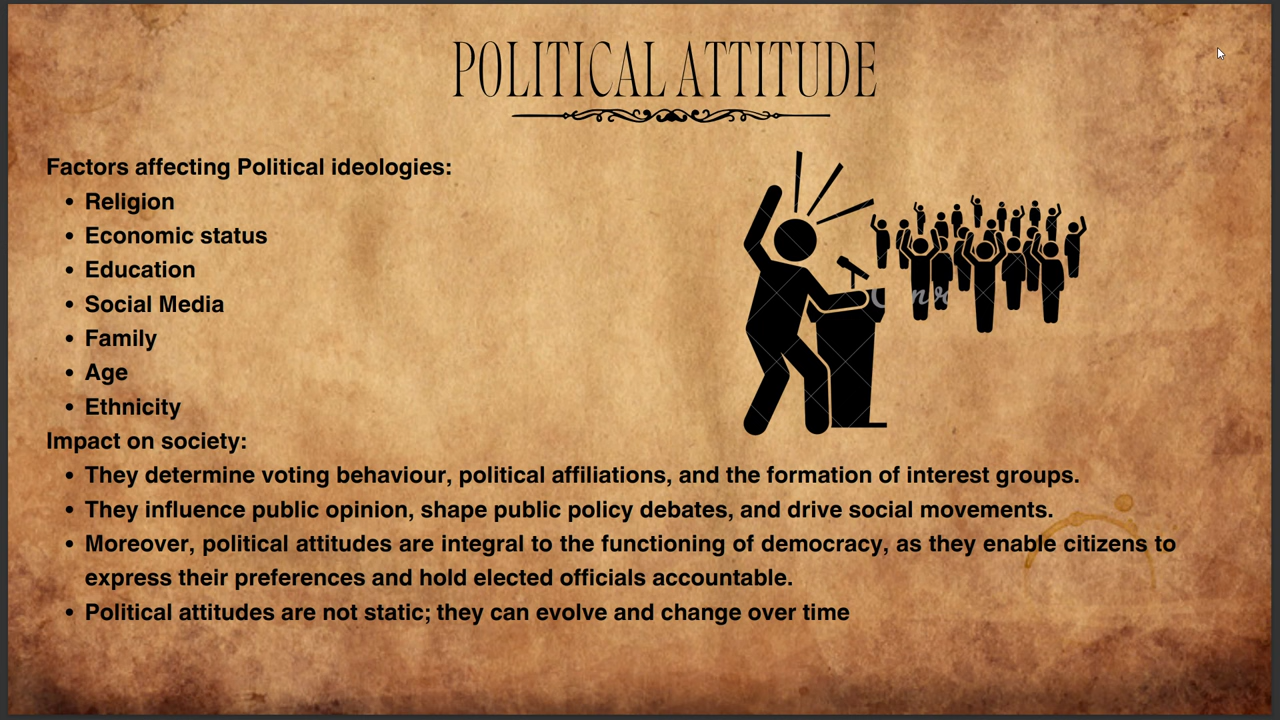 POLITICAL ATTITUDE
Factors affecting Political ideologies:
• Religion
• Economic status
• Education
• Social Media
• Family
• Age
• Ethnicity
Impact on society:
• They determine voting behaviour, political affiliations, and the formation of interest groups.
• They influence public opinion, shape public policy debates, and drive social movements.
• Moreover, political attitudes are integral to the functioning of democracy, as they enable citizens to
express their preferences and hold elected officials accountable.
• Political attitudes are not static; they can evolve and change over time